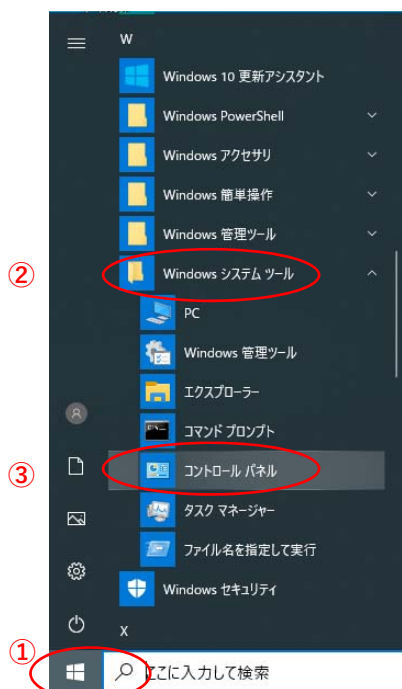 W
Windows 10 更新アシスタント
Windows PowerShell
Windows アクセサリ
Windows 簡単操作
Windows 管理ツール
② Windows システム ツール
PC
Windows 管理ツール
エクスプローラー
コマンド プロンプト
③ コントロール パネル
タスク マネージャー
ファイル名を指定して実行
Windows セキュリティ
X
① ここに入力して検索